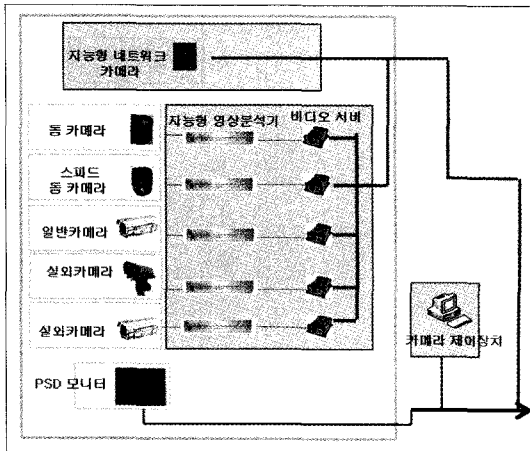 지능형 네트워크
카메라
돔 카메라
지능형 영상분석기
비디오 서버
스피드
돔 카메라
일반카메라
실외카메라
실외카메라
카메라 제어장치
PSD 모니터